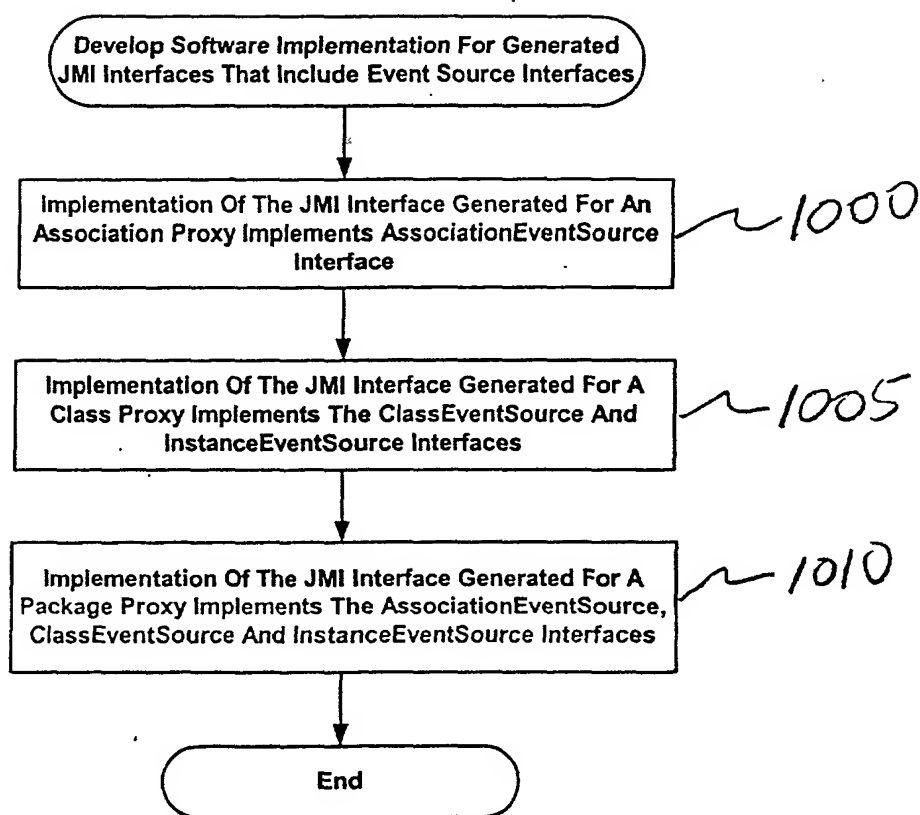 Develop Software Implementation For Generated
JMI Interfaces That Include Event Source Interfaces
Implementation Of The JMI Interface Generated For An
Association Proxy Implements AssociationEventSource
Interface
1000
Implementation Of The JMI Interface Generated For A
Class Proxy Implements The ClassEventSource And
InstanceEventSource Interfaces
1005
Implementation Of The JMI Interface Generated For A
Package Proxy Implements The AssociationEventSource,
ClassEventSource And InstanceEventSource Interfaces
1010
End